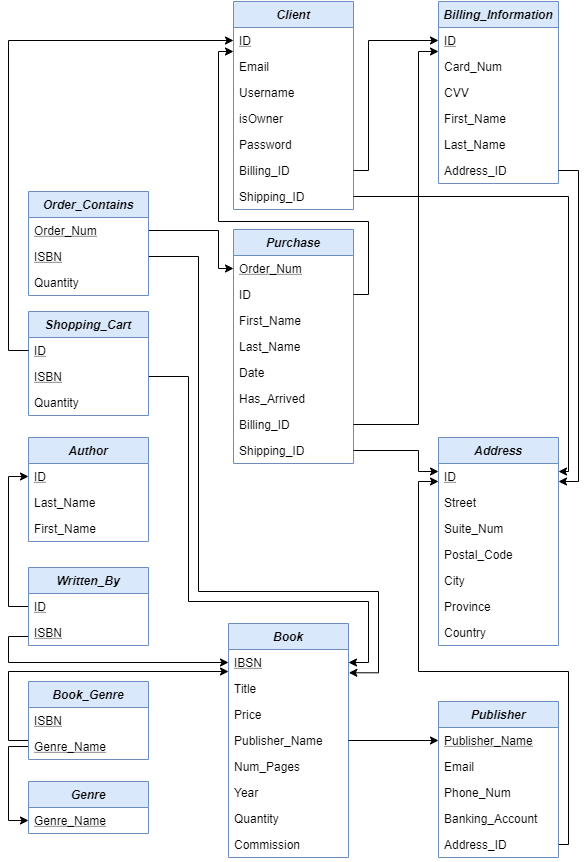 Client
ID
Email
Username
isOwner
Password
Billing_ID
Shipping_ID
Billing_Information
ID
Card_Num
CVV
First_Name
Last_Name
Address_ID
Order_Contains
Order_Num
ISBN
Quantity
Purchase
Order_Num
ID
First_Name
Last_Name
Date
Has_Arrived
Billing_ID
Shipping_ID
Shopping_Cart
ID
ISBN
Quantity
Author
ID
Last_Name
First_Name
Address
ID
Street
Suite_Num
Postal_Code
City
Province
Country
Written_By
ID
ISBN
Book
IBSN
Title
Price
Publisher_Name
Num_Pages
Year
Quantity
Commission
Book_Genre
ISBN
Genre_Name
Publisher
Publisher_Name
Email
Phone_Num
Banking_Account
Address_ID
Genre
Genre_Name